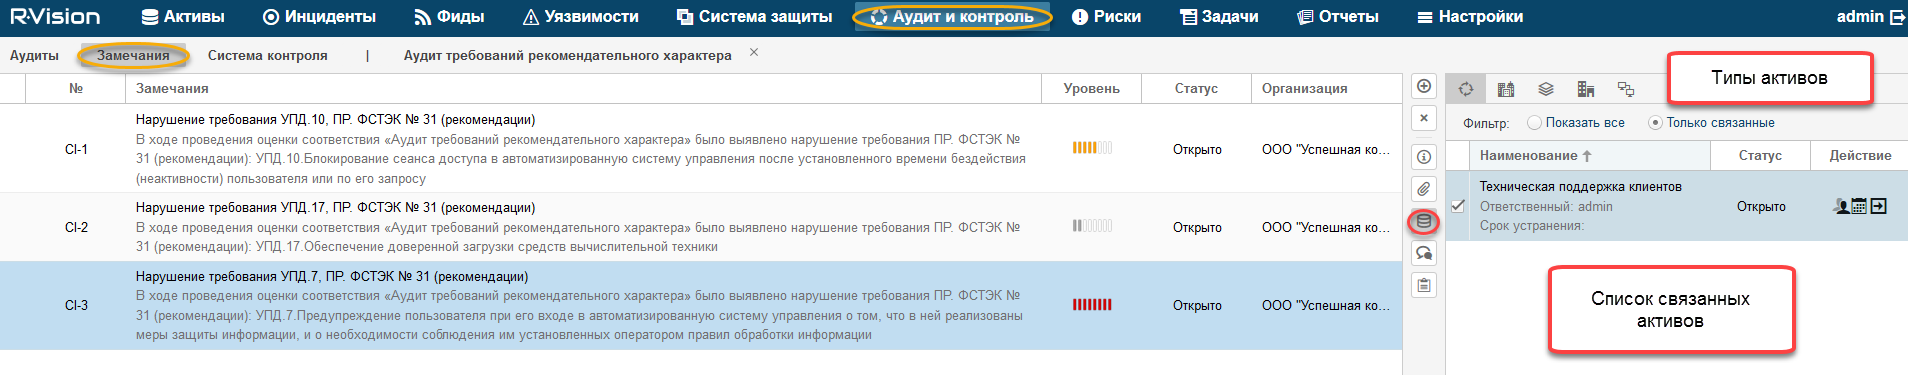 R·Vision Активы Инциденты Фиды Уязвимости Система защиты Аудит и контроль Риски Задачи Отчеты Настройки admin
Аудиты Замечания Система контроля | Аудит требований рекомендательного характера ×
№ Замечания Уровень Статус Организация
CI-1
Нарушение требования УПД.10, ПР. ФСТЭК № 31 (рекомендации)
В ходе проведения оценки соответствия «Аудит требований рекомендательного характера» было выявлено нарушение требования ПР. ФСТЭК №
31 (рекомендации): УПД.10.Блокирование сеанса доступа в автоматизированную систему управления после установленного времени бездействия
(неактивности) пользователя или по его запросу
Открыто
ООО "Успешная ко...
CI-2
Нарушение требования УПД.17, ПР. ФСТЭК № 31 (рекомендации)
В ходе проведения оценки соответствия «Аудит требований рекомендательного характера» было выявлено нарушение требования ПР. ФСТЭК №
31 (рекомендации): УПД.17.Обеспечение доверенной загрузки средств вычислительной техники
Открыто
ООО "Успешная ко...
CI-3
Нарушение требования УПД.7, ПР. ФСТЭК № 31 (рекомендации)
В ходе проведения оценки соответствия «Аудит требований рекомендательного характера» было выявлено нарушение требования ПР. ФСТЭК №
31 (рекомендации): УПД.7.Предупреждение пользователя при его входе в автоматизированную систему управления о том, что в ней реализованы
меры защиты информации, и о необходимости соблюдения им установленных оператором правил обработки информации
Открыто
ООО "Успешная ко...
Типы активов
Фильтр: Показать все Только связанные
Наименование Статус Действие
Техническая поддержка клиентов
Ответственный: admin
Срок устранения:
Открыто
Список связанных
активов